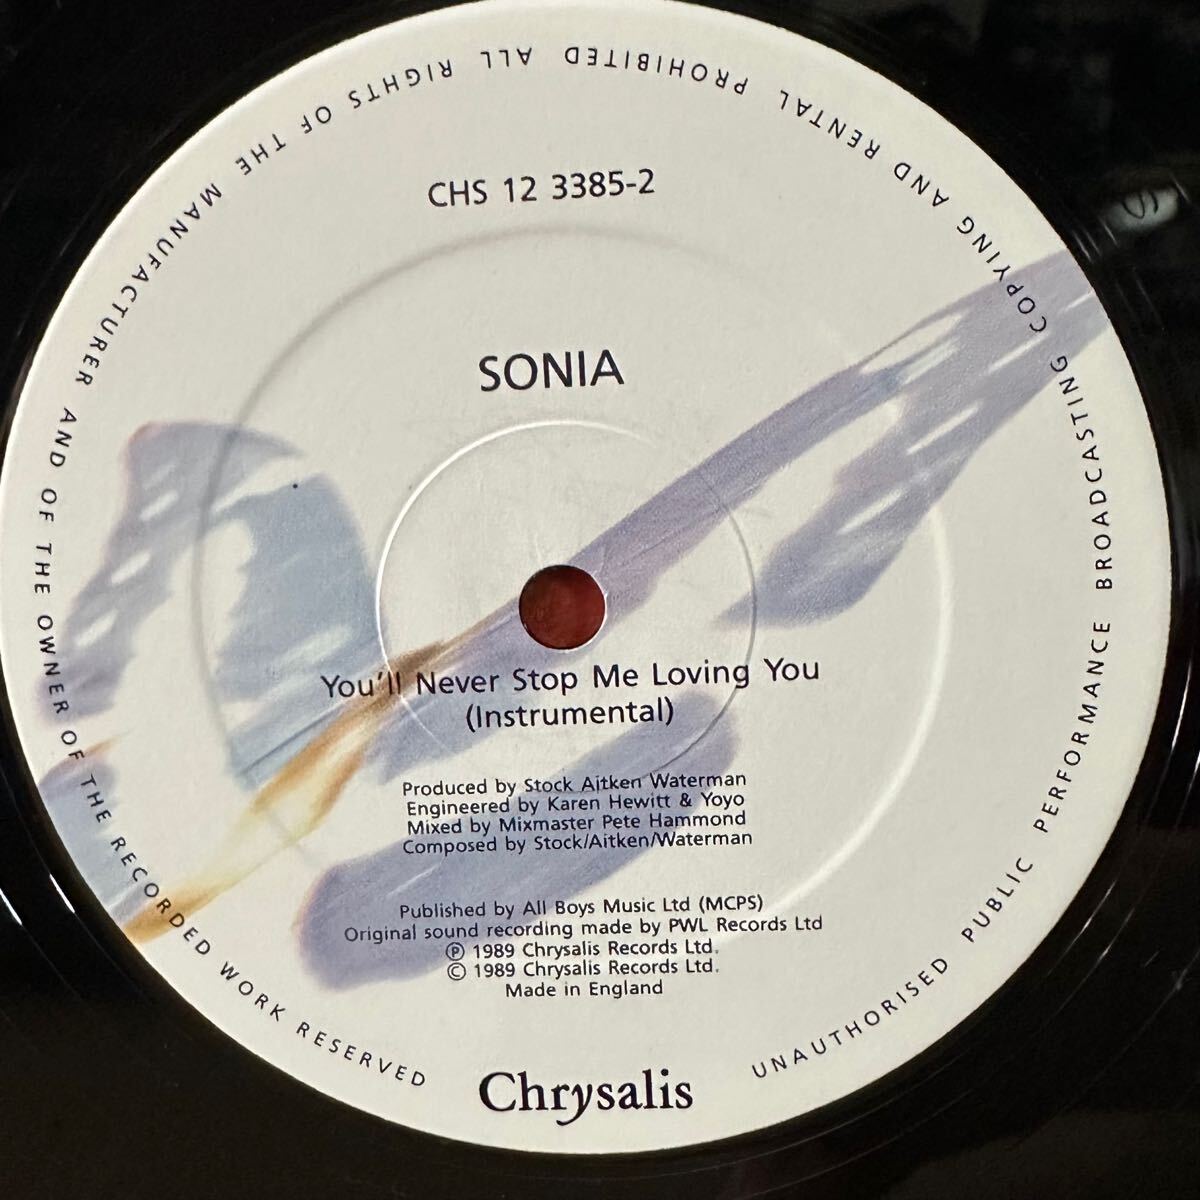 CHS 12 3385-2
SONIA
You'll Never Stop Me Loving You
(Instrumental)
Produced by Stock Aitken Waterman
Engineered by Karen Hewitt & Yoyo
Mixed by Mixmaster Pete Hammond
Composed by Stock/Aitken/Waterman
Published by All Boys Music Ltd (MCPS)
Original sound recording made by PWL Records Ltd
℗ 1989 Chrysalis Records Ltd.
© 1989 Chrysalis Records Ltd.
Made in England
Chrysalis
ALL RIGHTS OF THE MANUFACTURER AND OF THE OWNER OF THE RECORDED WORK RESERVED
UNAUTHORISED PUBLIC PERFORMANCE BROADCASTING COPYING AND RENTAL PROHIBITED